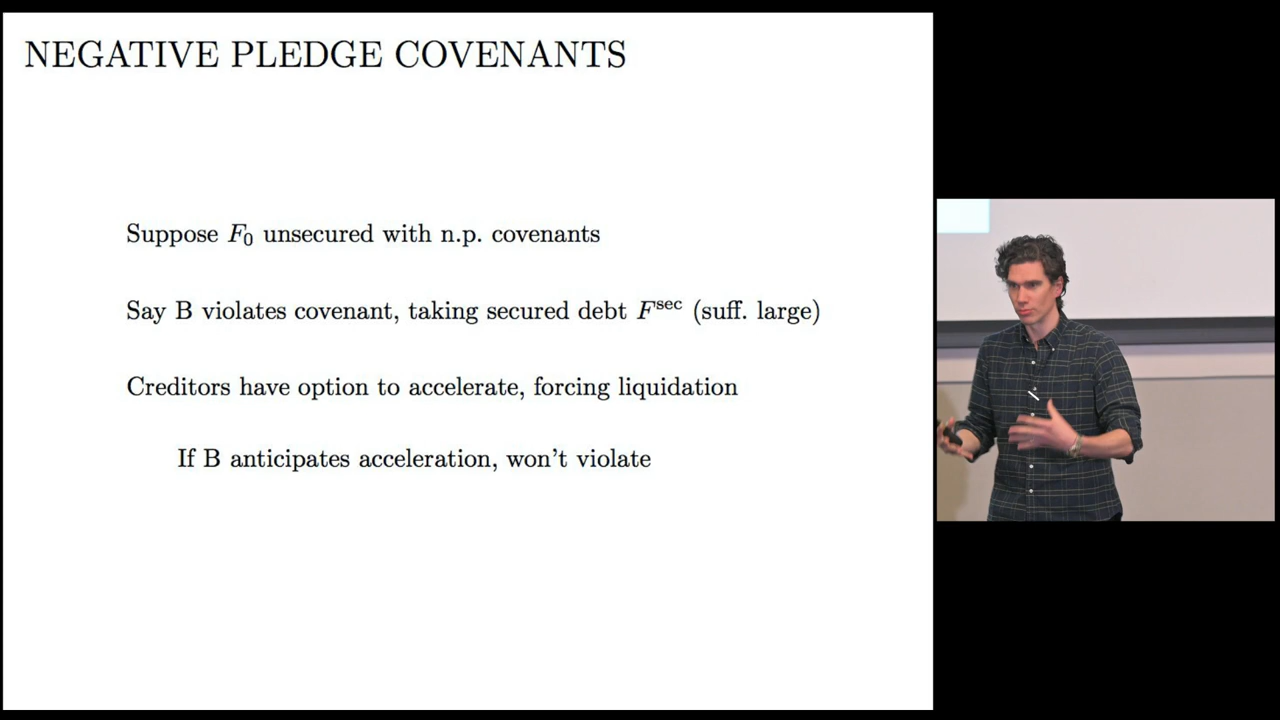 NEGATIVE PLEDGE COVENANTS
Suppose F₀ unsecured with n.p. covenants
Say B violates covenant, taking secured debt Fˢᵉᶜ (suff. large)
Creditors have option to accelerate, forcing liquidation
If B anticipates acceleration, won't violate